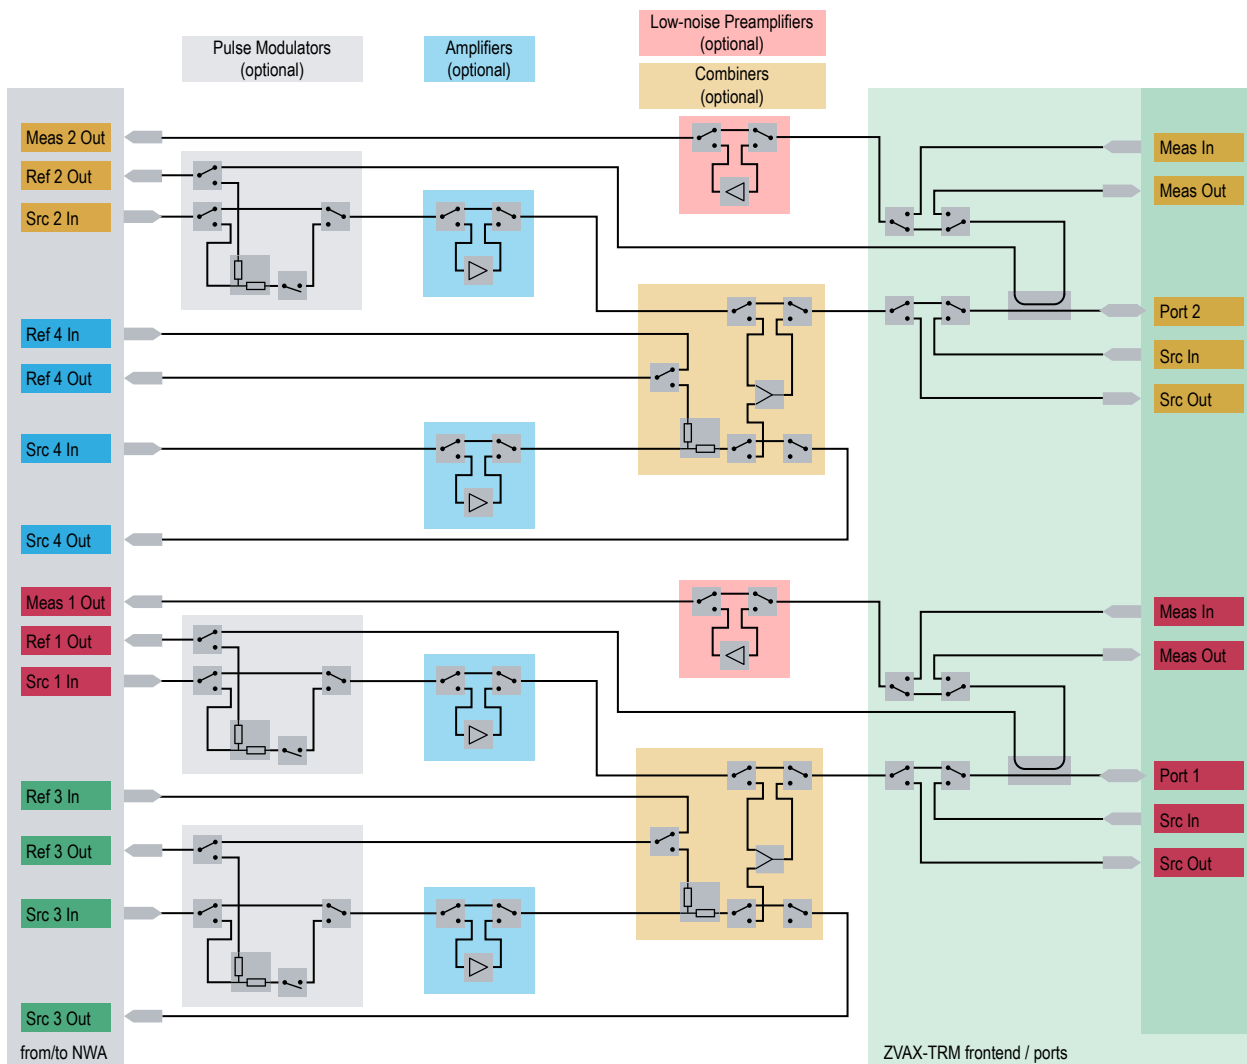 Low-noise Preamplifiers
(optional)
Pulse Modulators
(optional)
Amplifiers
(optional)
Combiners
(optional)
Meas 2 Out
Ref 2 Out
Src 2 In
Ref 4 In
Ref 4 Out
Src 4 In
Src 4 Out
Meas 1 Out
Ref 1 Out
Src 1 In
Ref 3 In
Ref 3 Out
Src 3 In
Src 3 Out
from/to NWA
Meas In
Meas Out
Port 2
Src In
Src Out
Meas In
Meas Out
Port 1
Src In
Src Out
ZVAX-TRM frontend / ports